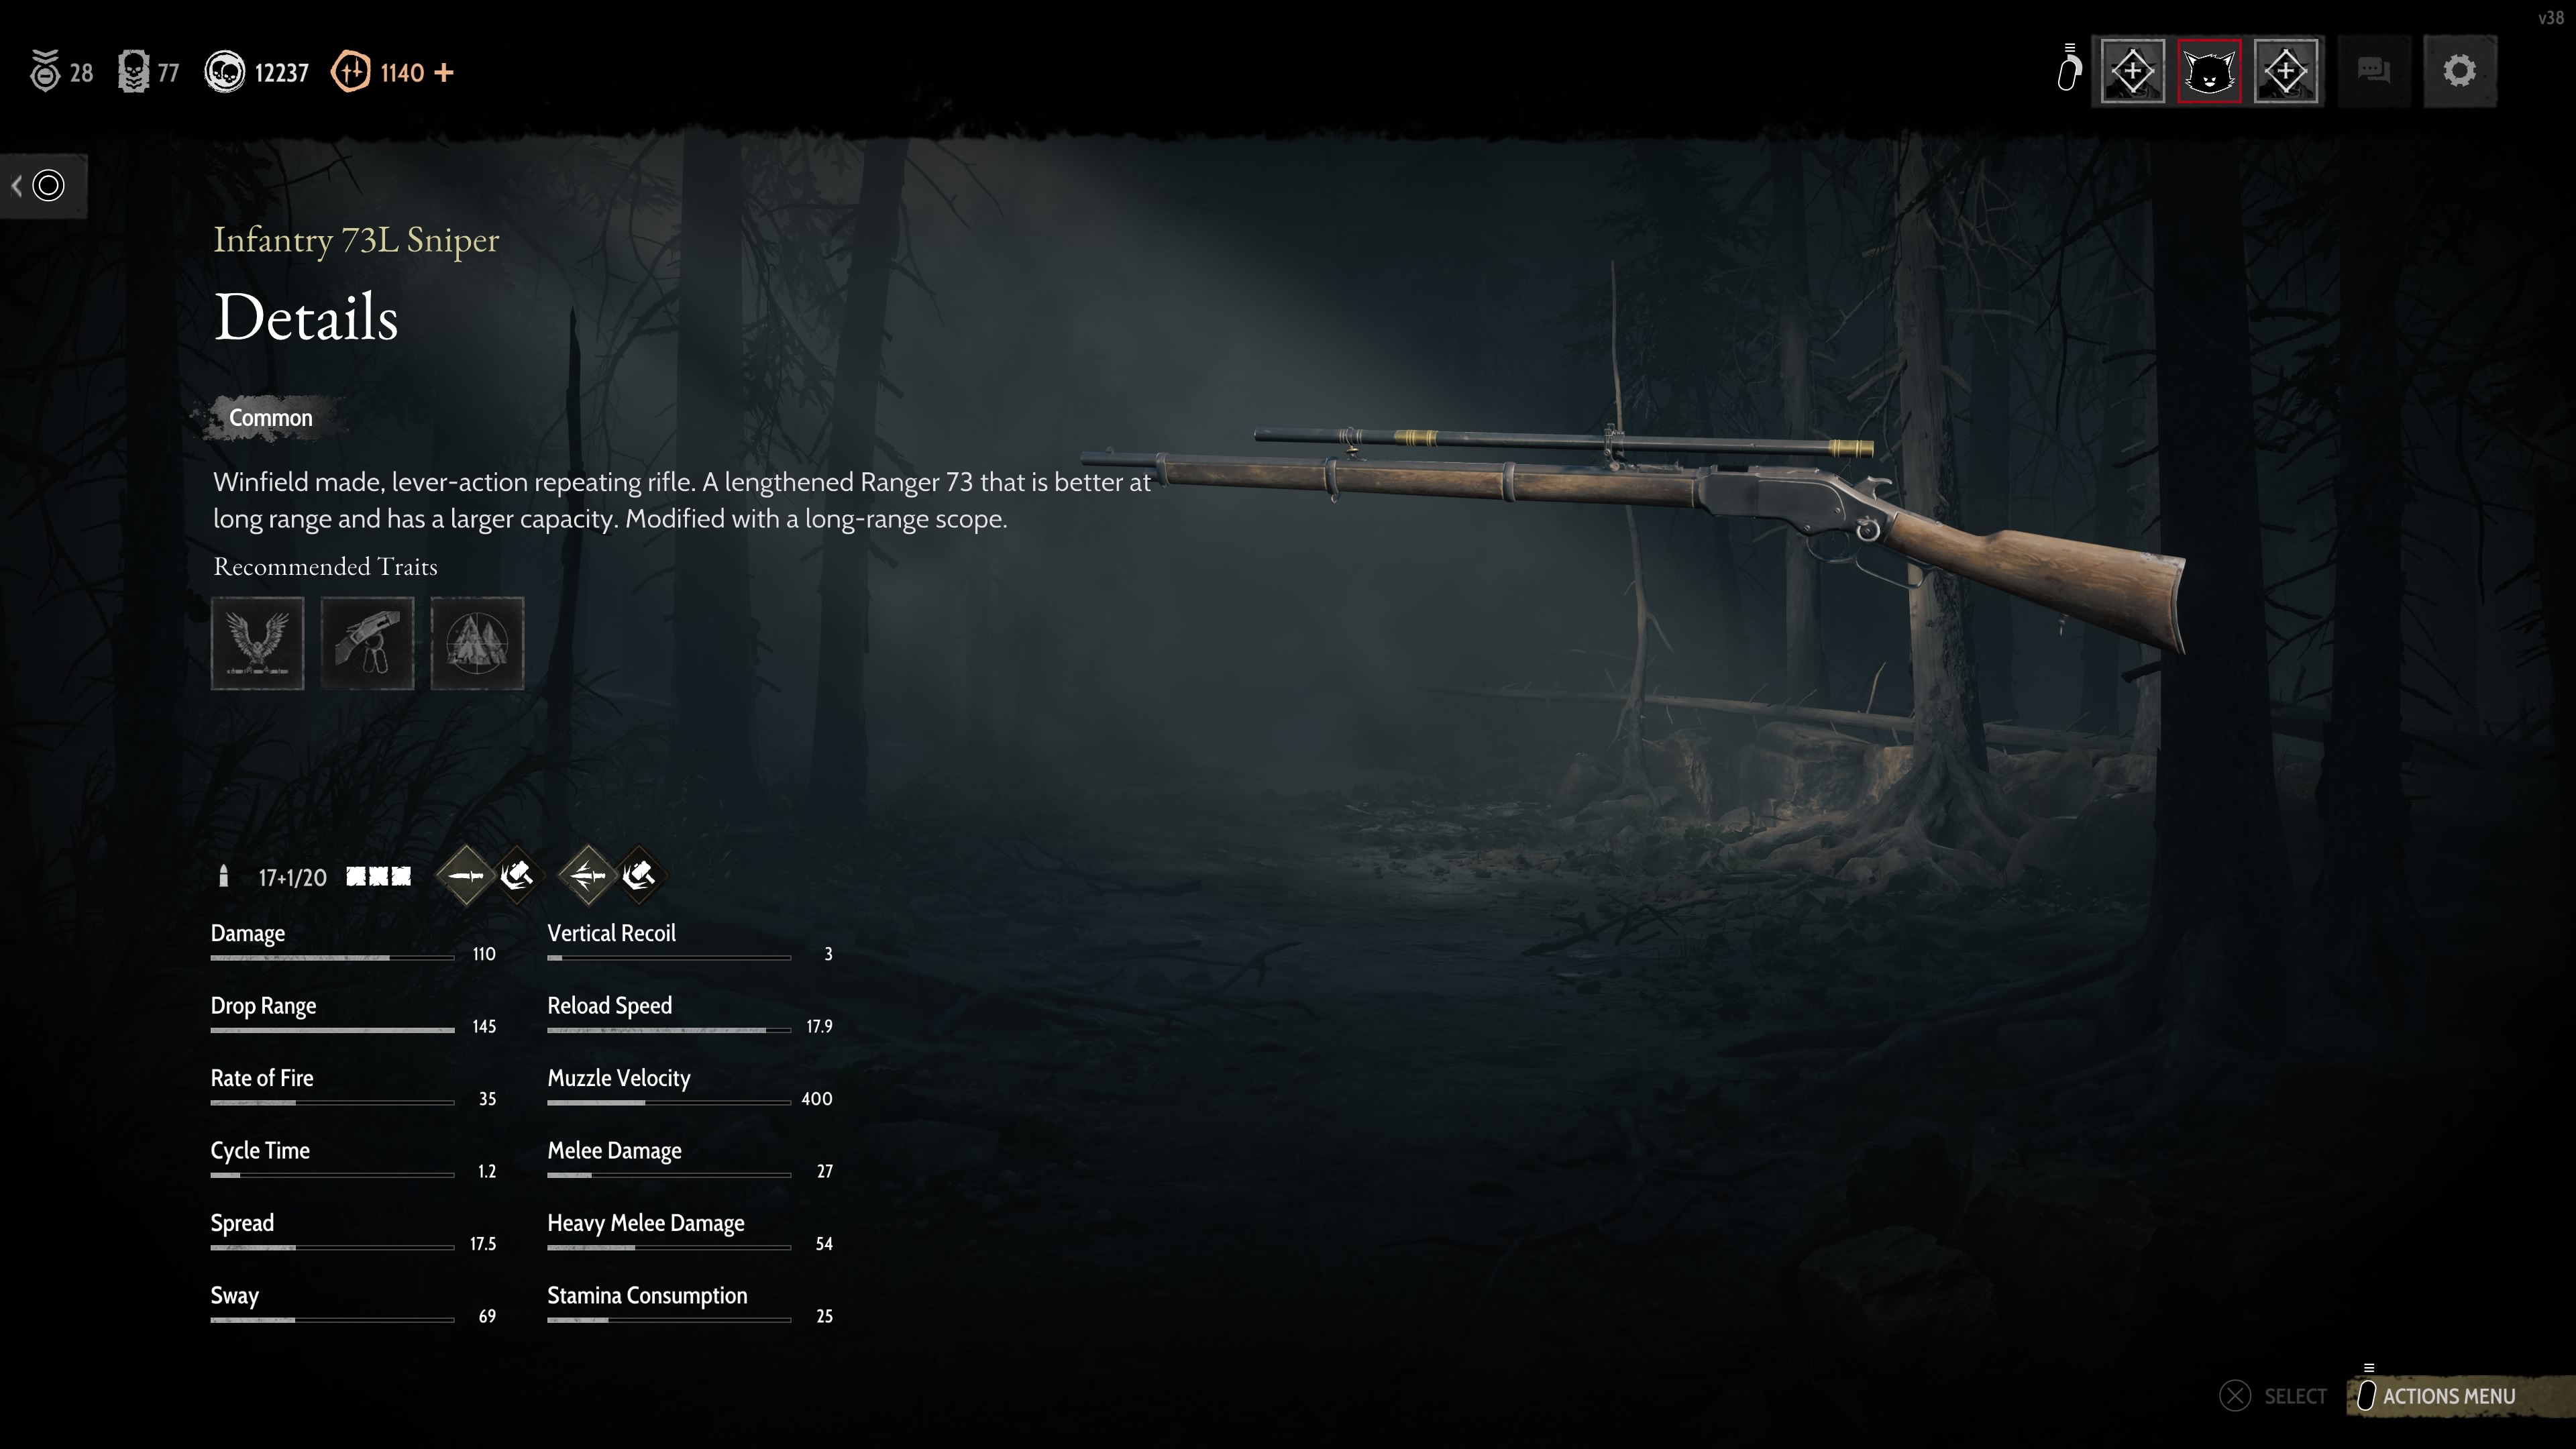 v38
28 77 12237 1140 +
Infantry 73L Sniper
Details
Common
Winfield made, lever-action repeating rifle. A lengthened Ranger 73 that is better at
long range and has a larger capacity. Modified with a long-range scope.
Recommended Traits
17+1/20
Damage 110
Vertical Recoil 3
Drop Range 145
Reload Speed 17.9
Rate of Fire 35
Muzzle Velocity 400
Cycle Time 1.2
Melee Damage 27
Spread 17.5
Heavy Melee Damage 54
Sway 69
Stamina Consumption 25
SELECT
ACTIONS MENU